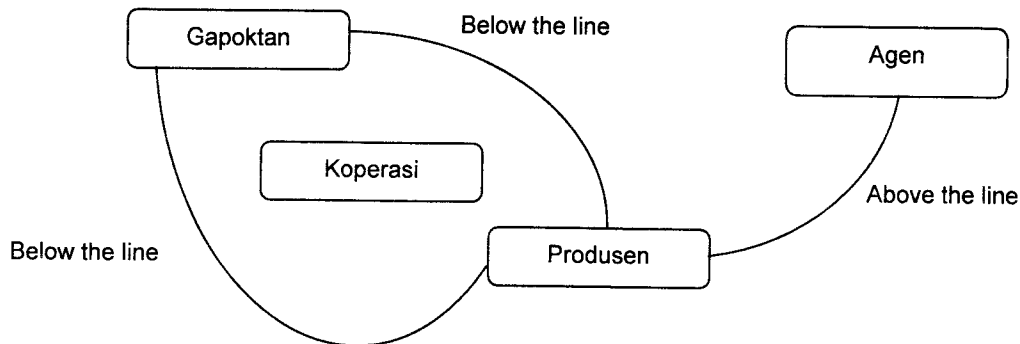 Gapoktan
Below the line
Agen
Koperasi
Above the line
Below the line
Produsen